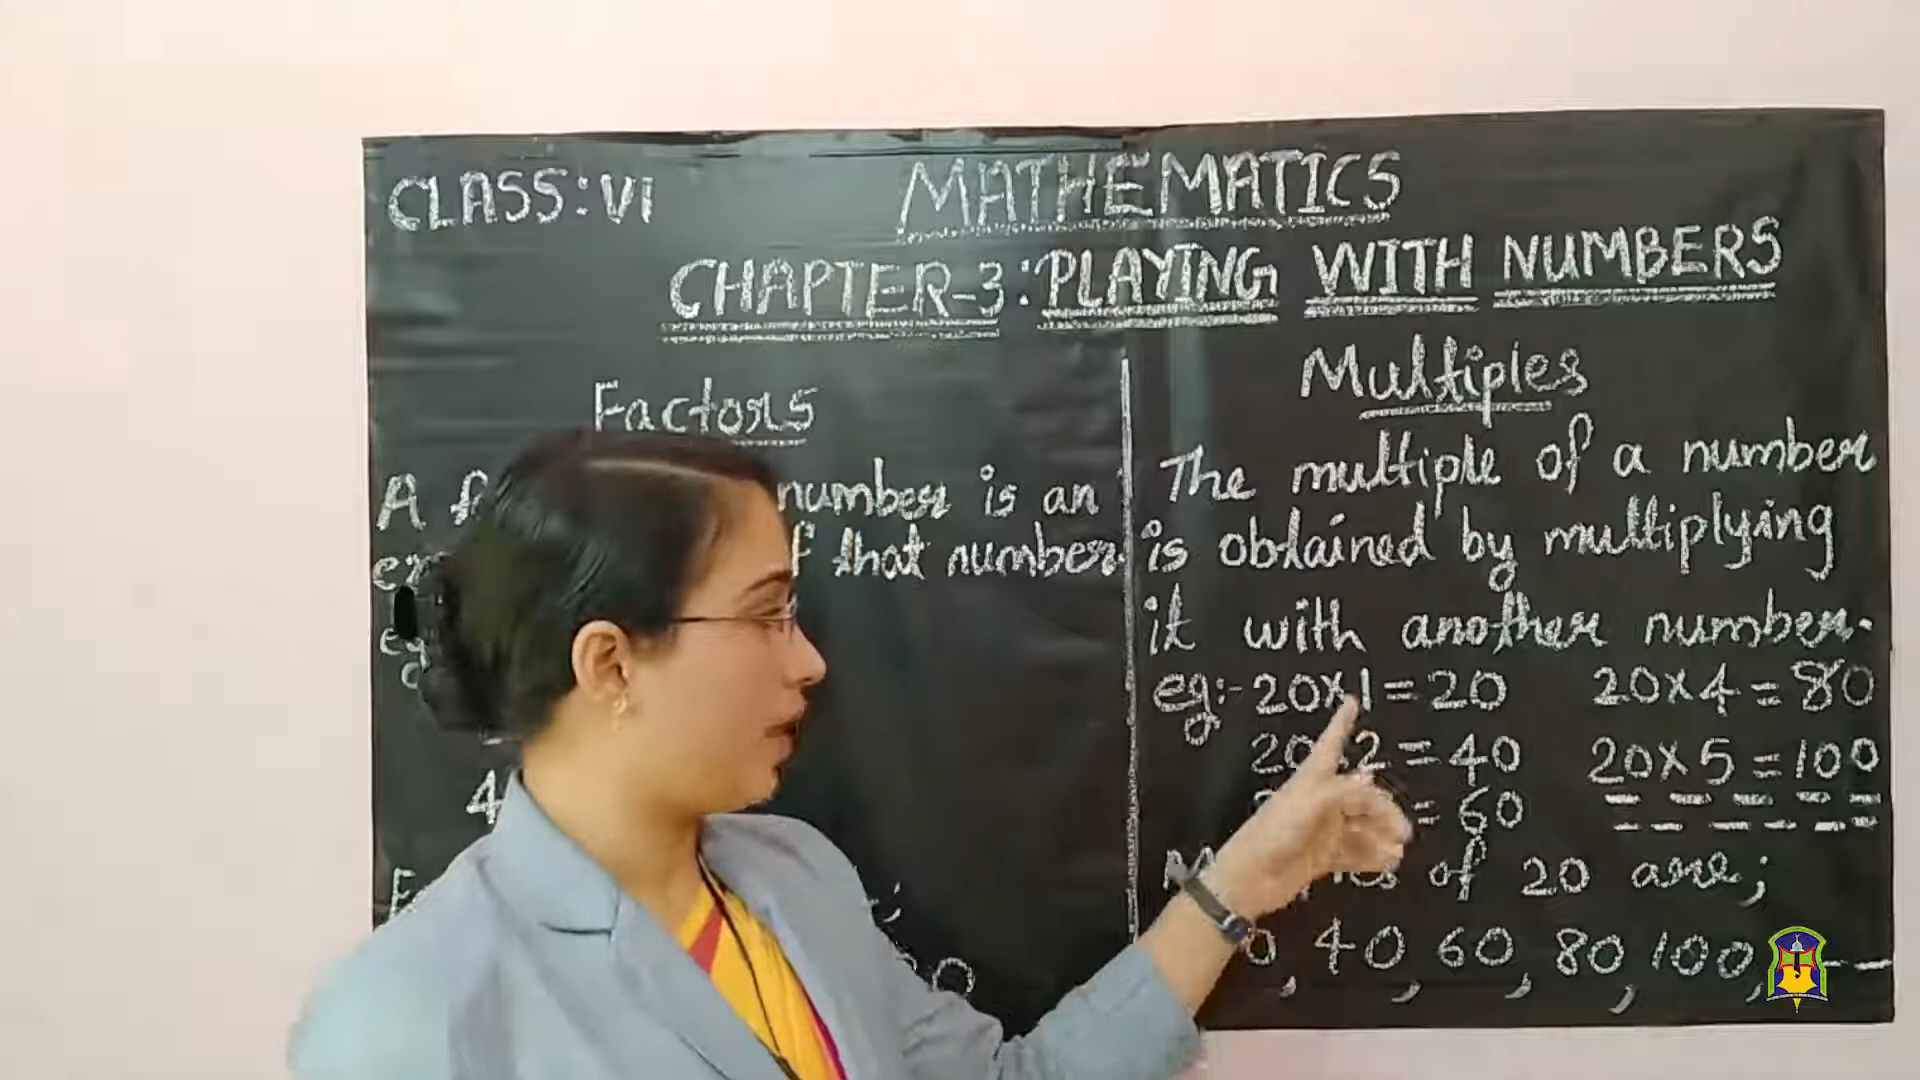 CLASS:VI
MATHEMATICS
CHAPTER-3:PLAYING WITH NUMBERS
Factors
A number is an
that number
4
Multiples
The multiple of a number
is obtained by multiplying
it with another number.
eg:- 20x1=20 20x4=80
2 = 40 20x5=100
= 60
of 20 are;
40, 60, 80, 100, --